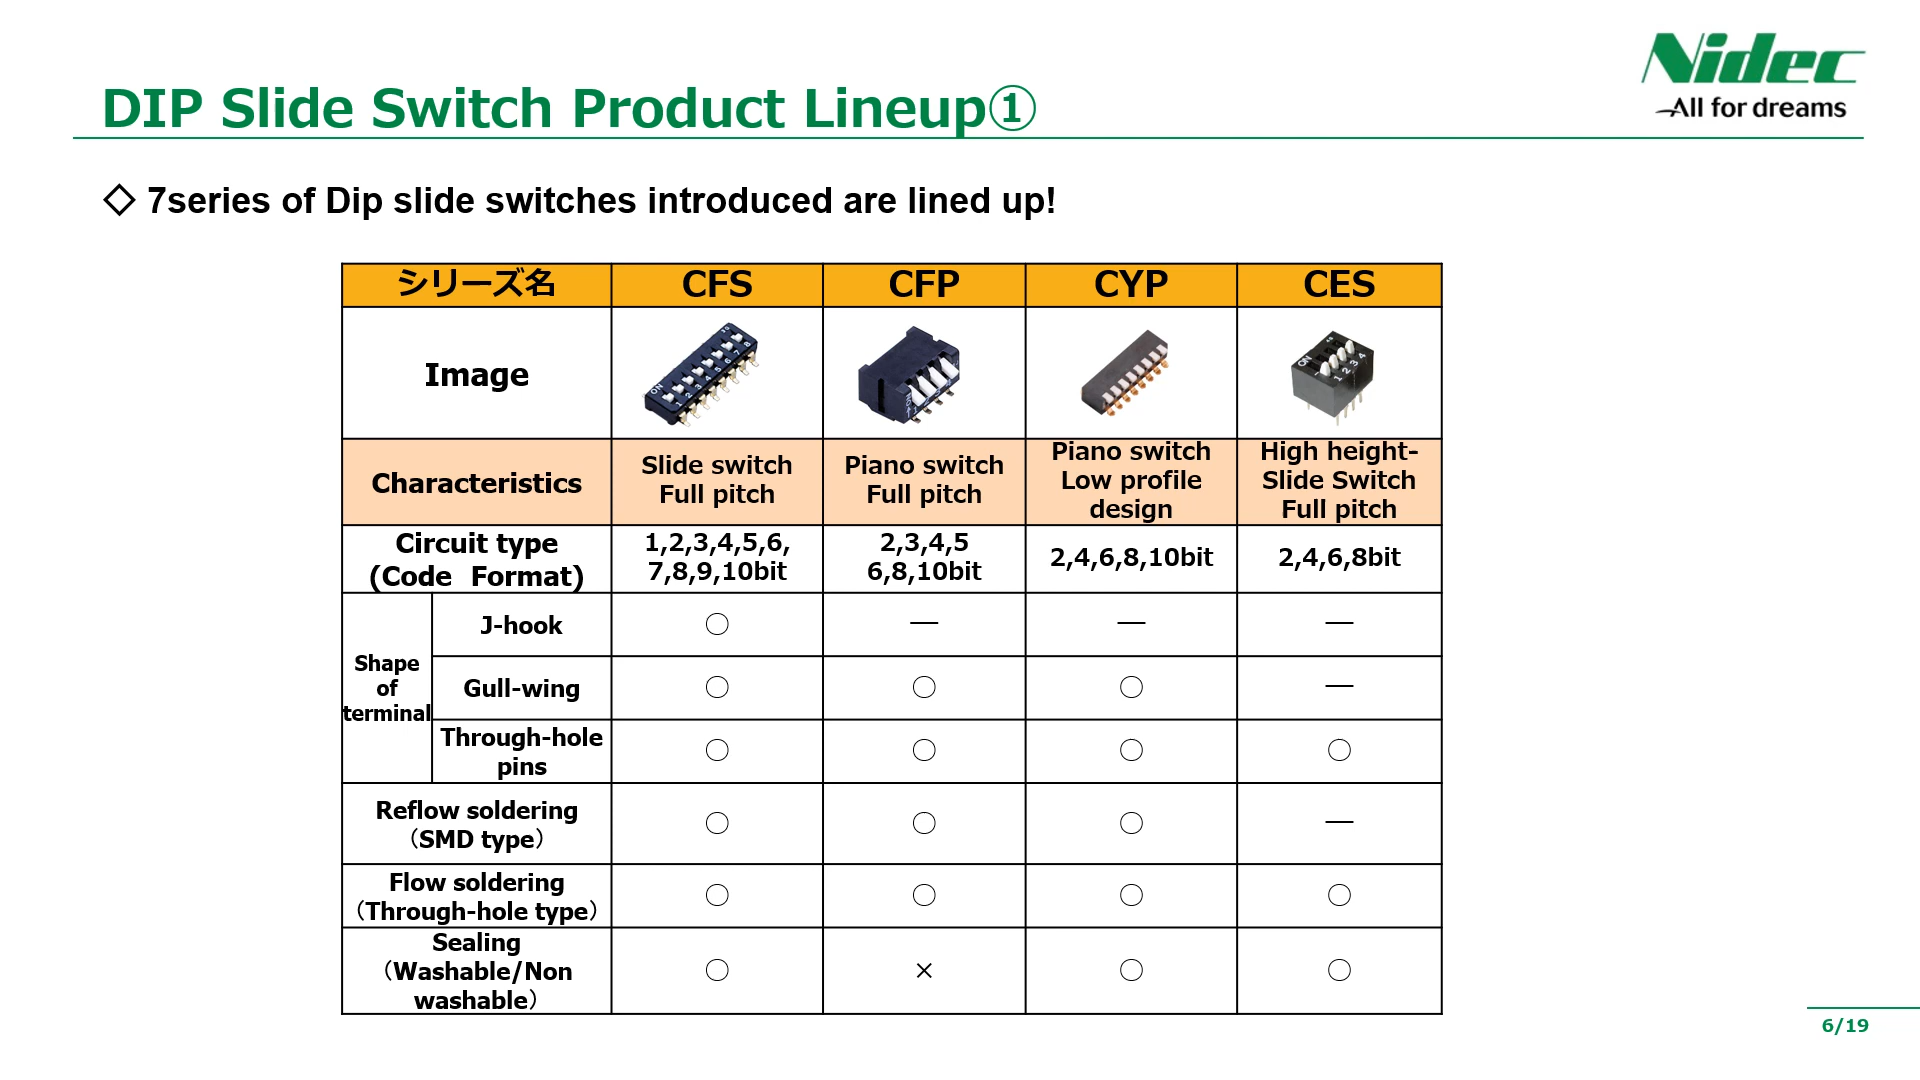 Nidec
All for dreams
DIP Slide Switch Product Lineup①
◇ 7series of Dip slide switches introduced are lined up!
シリーズ名 CFS CFP CYP CES
Image
Characteristics
Slide switch
Full pitch
Piano switch
Full pitch
Piano switch
Low profile
design
High height-
Slide Switch
Full pitch
Circuit type
(Code Format)
1,2,3,4,5,6,
7,8,9,10bit
2,3,4,5
6,8,10bit
2,4,6,8,10bit
2,4,6,8bit
Shape
of
terminal
J-hook ○ — — —
Gull-wing ○ ○ ○ —
Through-hole
pins
○ ○ ○ ○
Reflow soldering
（SMD type）
○ ○ ○ —
Flow soldering
（Through-hole type）
○ ○ ○ ○
Sealing
（Washable/Non
washable）
○ × ○ ○
6/19